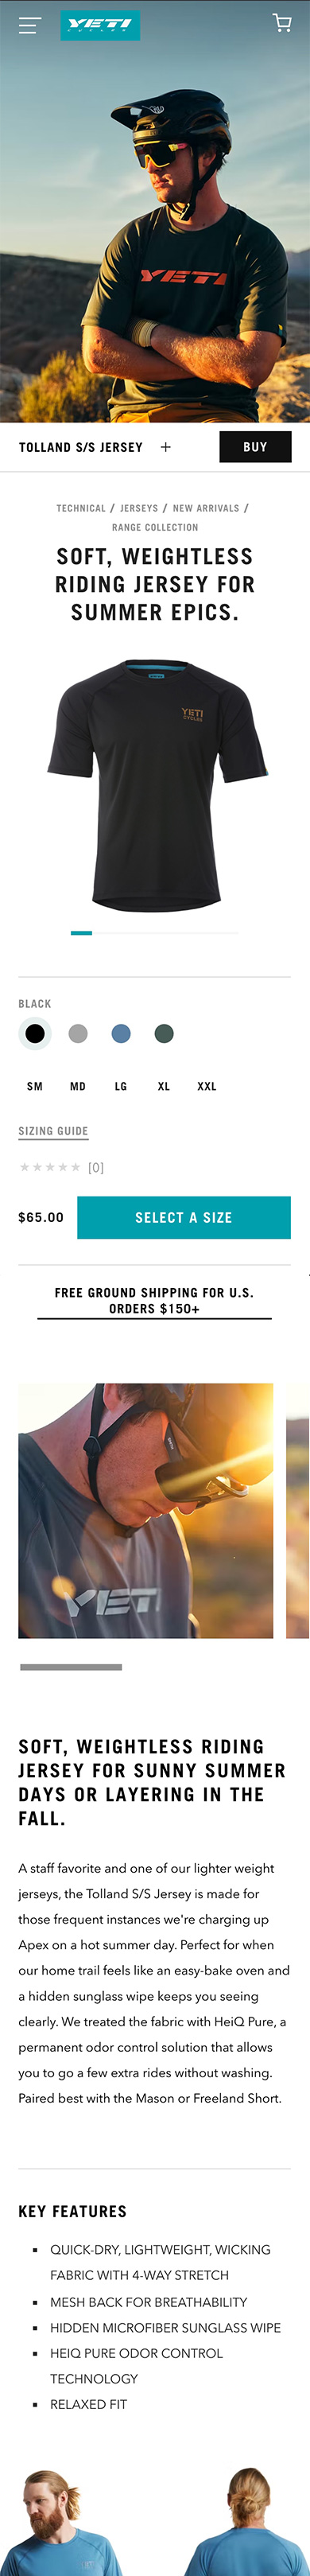 YETI
CYCLES
YETI
TOLLAND S/S JERSEY +
BUY
TECHNICAL / JERSEYS / NEW ARRIVALS /
RANGE COLLECTION
SOFT, WEIGHTLESS
RIDING JERSEY FOR
SUMMER EPICS.
YETI
CYCLES
BLACK
SM MD LG XL XXL
SIZING GUIDE
★★★★★ [0]
$65.00
SELECT A SIZE
FREE GROUND SHIPPING FOR U.S.
ORDERS $150+
YETI
SOFT, WEIGHTLESS RIDING
JERSEY FOR SUNNY SUMMER
DAYS OR LAYERING IN THE
FALL.
A staff favorite and one of our lighter weight
jerseys, the Tolland S/S Jersey is made for
those frequent instances we're charging up
Apex on a hot summer day. Perfect for when
our home trail feels like an easy-bake oven and
a hidden sunglass wipe keeps you seeing
clearly. We treated the fabric with HeiQ Pure, a
permanent odor control solution that allows
you to go a few extra rides without washing.
Paired best with the Mason or Freeland Short.
KEY FEATURES
▪ QUICK-DRY, LIGHTWEIGHT, WICKING
FABRIC WITH 4-WAY STRETCH
▪ MESH BACK FOR BREATHABILITY
▪ HIDDEN MICROFIBER SUNGLASS WIPE
▪ HEIQ PURE ODOR CONTROL
TECHNOLOGY
▪ RELAXED FIT